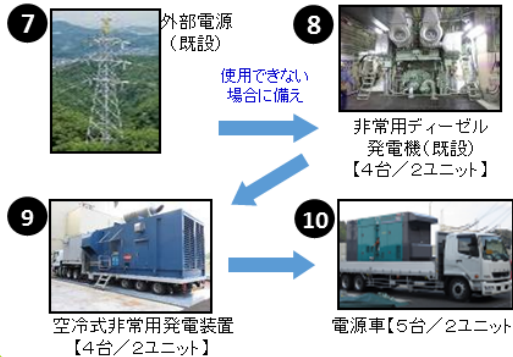 7
外部電源
(既設)
使用できない
場合に備え
8
非常用ディーゼル
発電機(既設)
【4台/2ユニット】
9
空冷式非常用発電装置
【4台/2ユニット】
10
電源車【5台/2ユニット